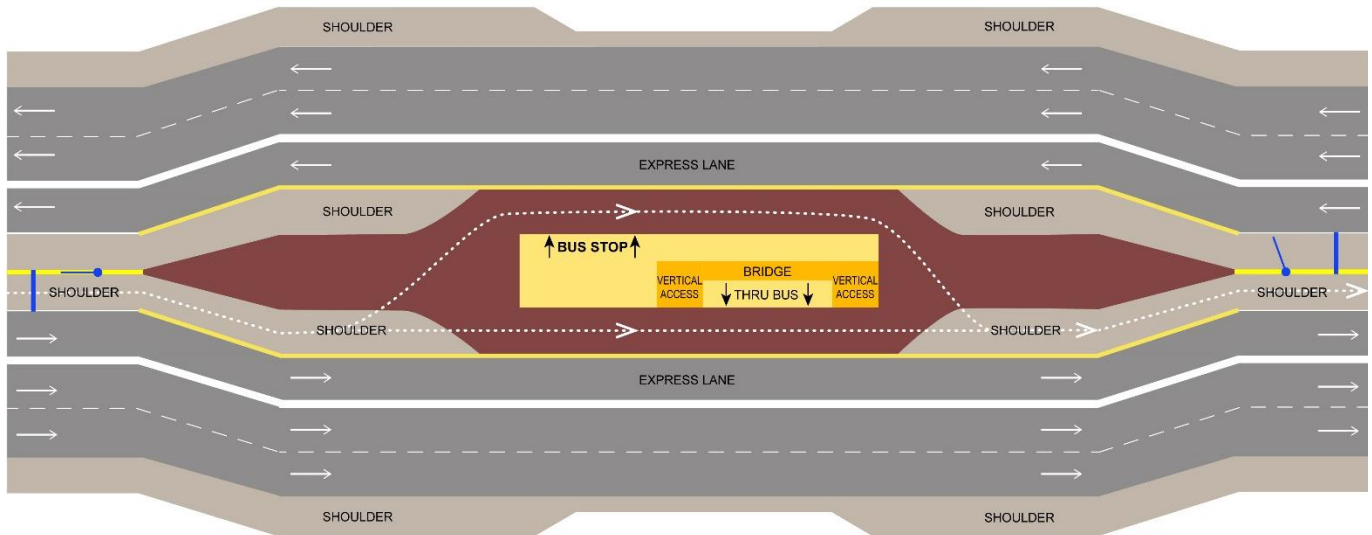 SHOULDER
SHOULDER
EXPRESS LANE
SHOULDER
SHOULDER
BUS STOP
BRIDGE
VERTICAL
ACCESS
THRU BUS
VERTICAL
ACCESS
SHOULDER
SHOULDER
SHOULDER
SHOULDER
EXPRESS LANE
SHOULDER
SHOULDER